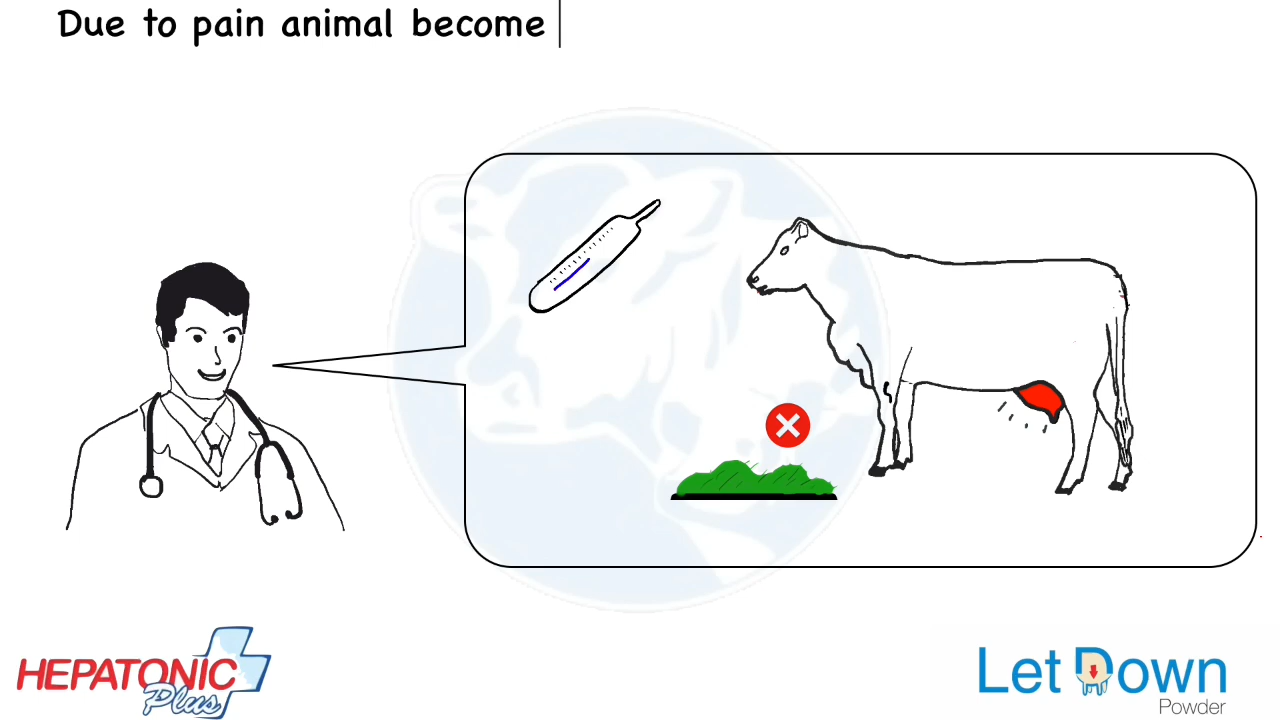 Due to pain animal become
HEPATONIC
Plus
Let Down
Powder